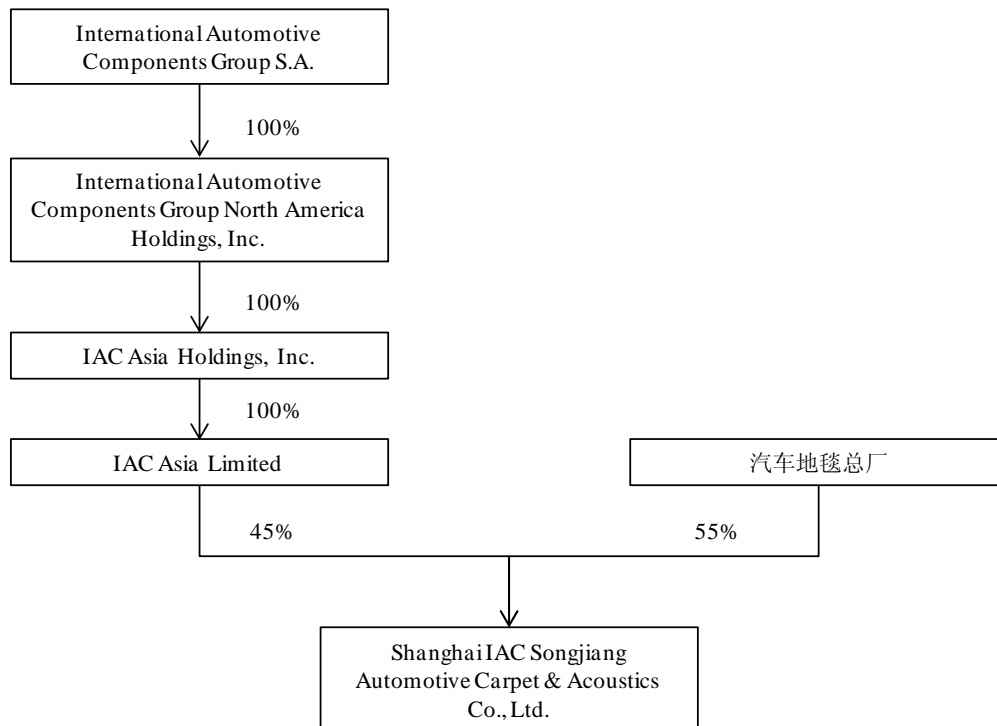 International Automotive
Components Group S.A.
100%
International Automotive
Components Group North America
Holdings, Inc.
100%
IAC Asia Holdings, Inc.
100%
IAC Asia Limited
汽车地毯总厂
45%
55%
Shanghai IAC Songjiang
Automotive Carpet & Acoustics
Co., Ltd.